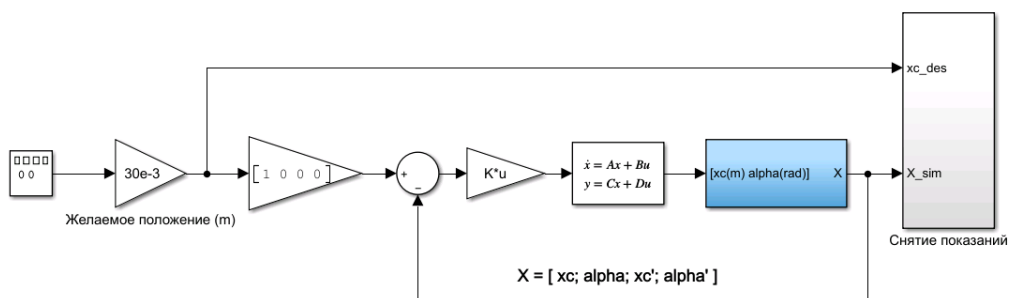 xc_des
30e-3
[ 1 0 0 0 ]
+
−
K*u
ẋ = Ax + Bu
y = Cx + Du
[xc(m) alpha(rad)] X
X_sim
Желаемое положение (m)
Снятие показаний
X = [ xc; alpha; xc'; alpha' ]